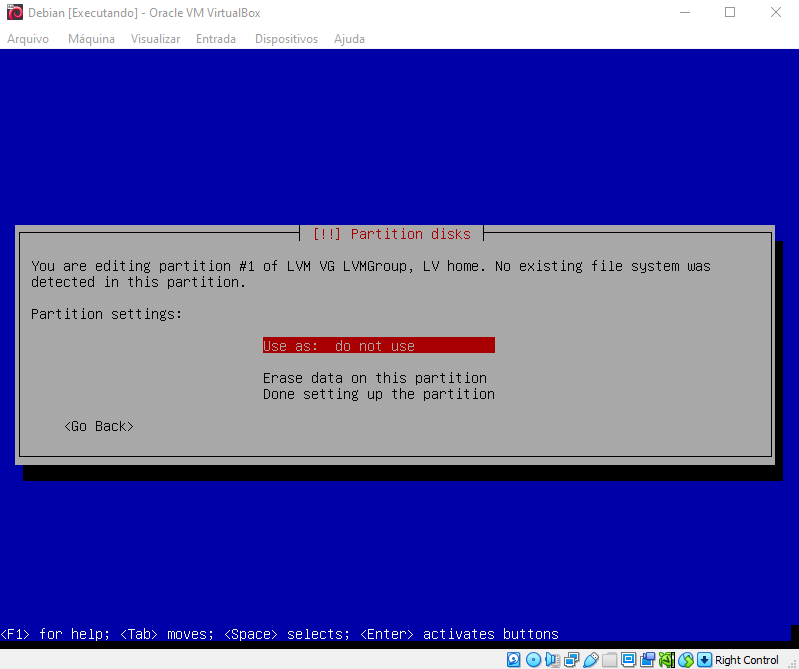 Debian [Executando] - Oracle VM VirtualBox
Arquivo Máquina Visualizar Entrada Dispositivos Ajuda
[!!] Partition disks
You are editing partition #1 of LVM VG LVMGroup, LV home. No existing file system was
detected in this partition.
Partition settings:
Use as: do not use
Erase data on this partition
Done setting up the partition
<Go Back>
<F1> for help; <Tab> moves; <Space> selects; <Enter> activates buttons
Right Control